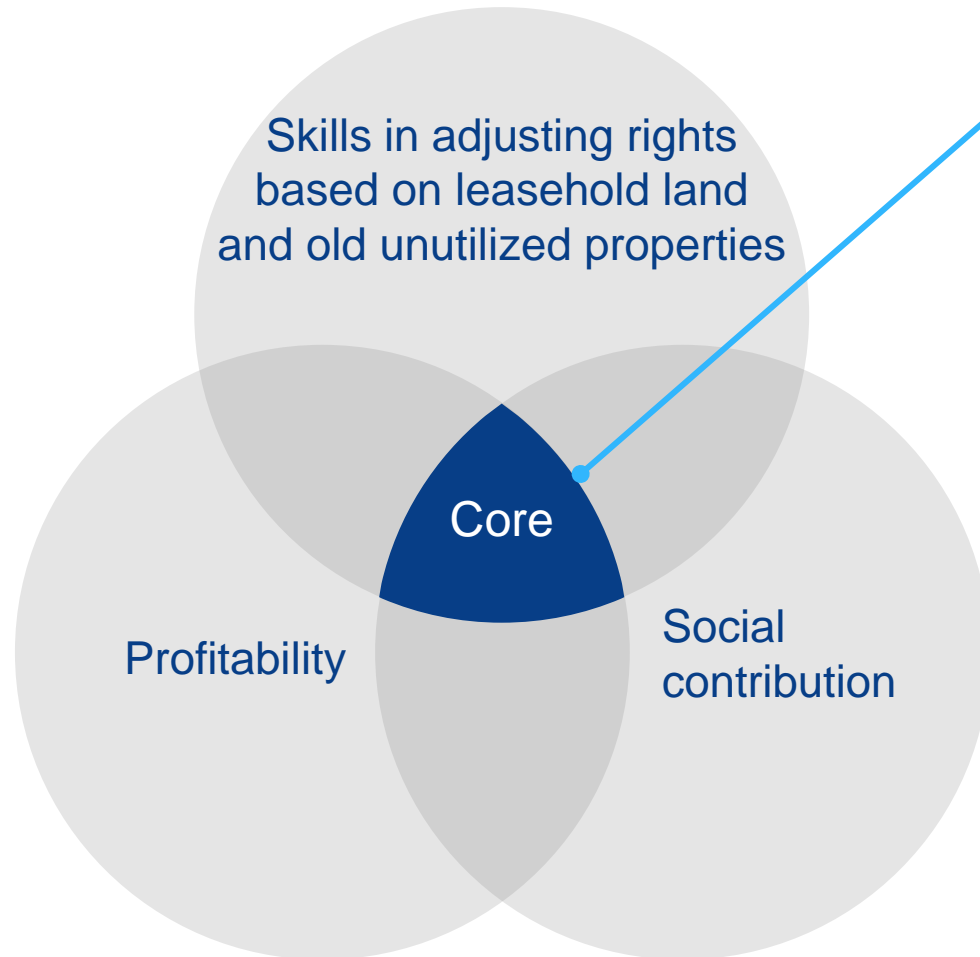 Skills in adjusting rights
based on leasehold land
and old unutilized properties
Core
Profitability
Social
contribution